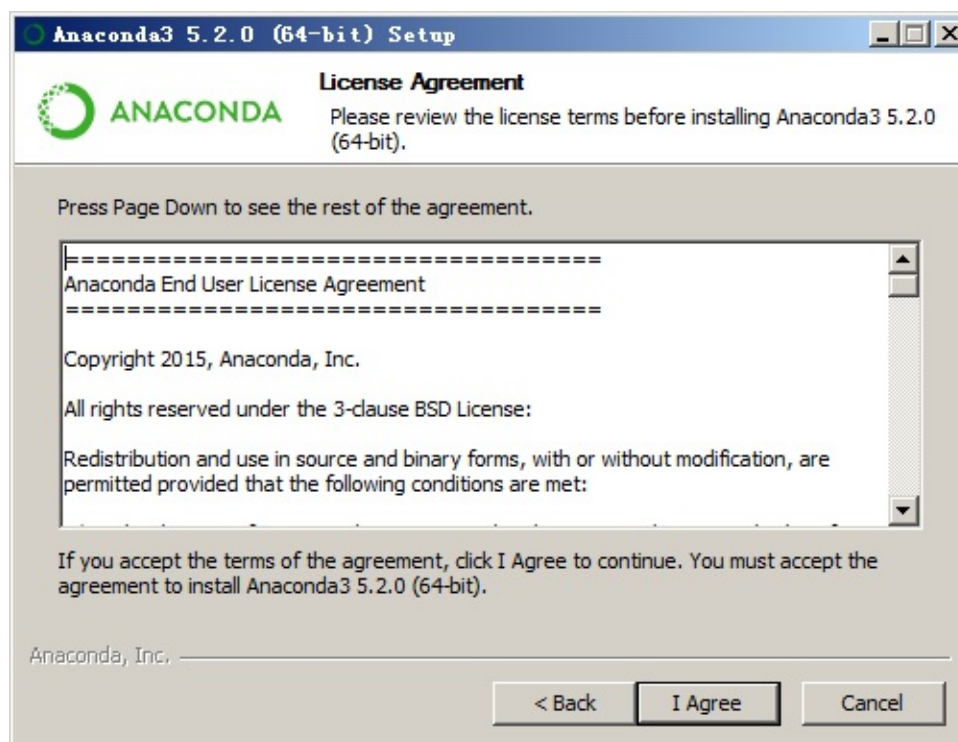 Anaconda3 5.2.0 (64-bit) Setup
ANACONDA
License Agreement
Please review the license terms before installing Anaconda3 5.2.0
(64-bit).
Press Page Down to see the rest of the agreement.
===================================
Anaconda End User License Agreement
===================================
Copyright 2015, Anaconda, Inc.
All rights reserved under the 3-clause BSD License:
Redistribution and use in source and binary forms, with or without modification, are
permitted provided that the following conditions are met:
If you accept the terms of the agreement, click I Agree to continue. You must accept the
agreement to install Anaconda3 5.2.0 (64-bit).
Anaconda, Inc.
< Back
I Agree
Cancel